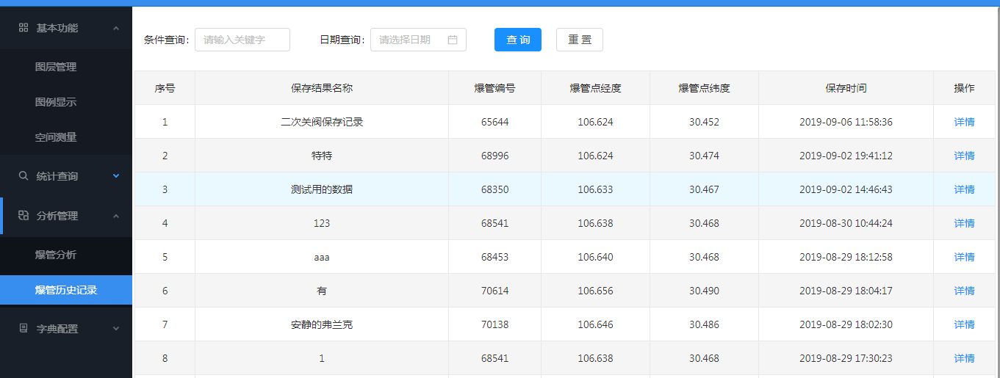 基本功能
图层管理
图例显示
空间测量
统计查询
分析管理
爆管分析
爆管历史记录
字典配置
条件查询: 请输入关键字 日期查询: 请选择日期 查 询 重 置
序号 保存结果名称 爆管编号 爆管点经度 爆管点纬度 保存时间 操作
1 二次关阀保存记录 65644 106.624 30.452 2019-09-06 11:58:36 详情
2 特特 68996 106.624 30.474 2019-09-02 19:41:12 详情
3 测试用的数据 68350 106.633 30.467 2019-09-02 14:46:43 详情
4 123 68541 106.638 30.468 2019-08-30 10:44:24 详情
5 aaa 68453 106.640 30.468 2019-08-29 18:12:58 详情
6 有 70614 106.656 30.490 2019-08-29 18:04:17 详情
7 安静的弗兰克 70138 106.646 30.486 2019-08-29 18:02:30 详情
8 1 68541 106.638 30.468 2019-08-29 17:30:23 详情